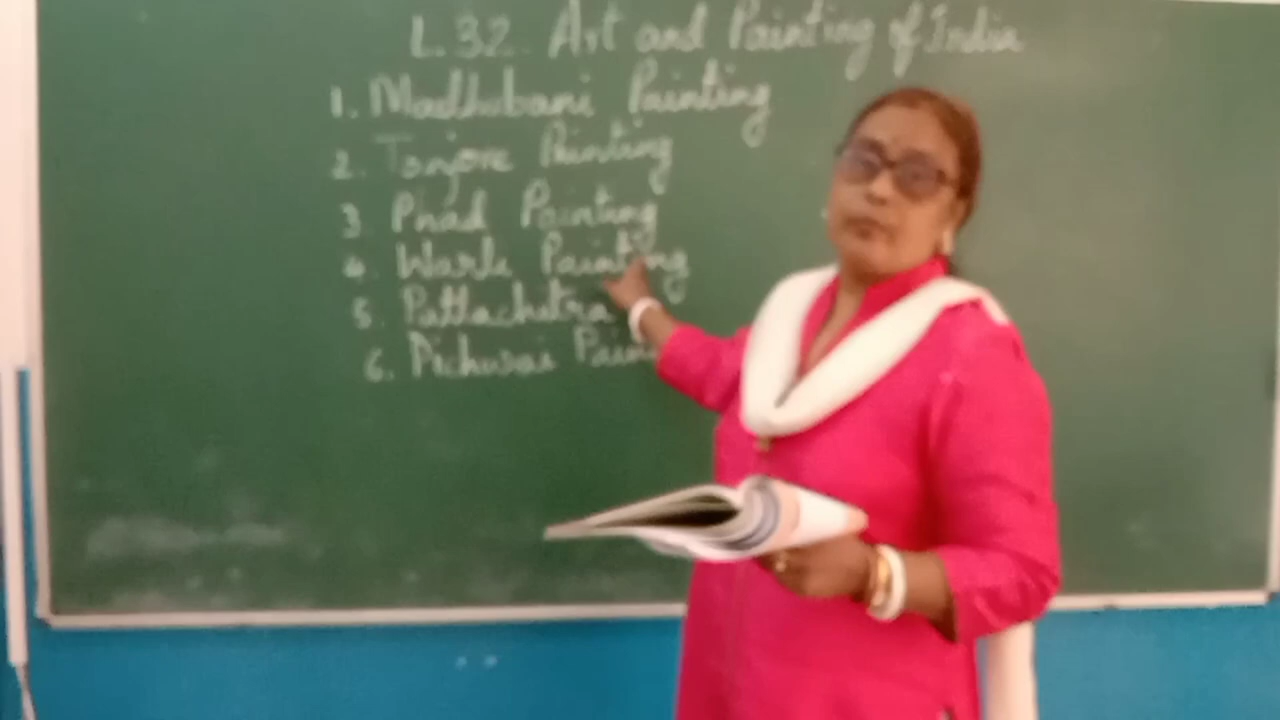 L.32. Art and Painting of India
1. Madhubani Painting
2. Tanjore Painting
3. Phad Painting
4. Warli Painting
5. Pattachitra
6. Pichwai Pain